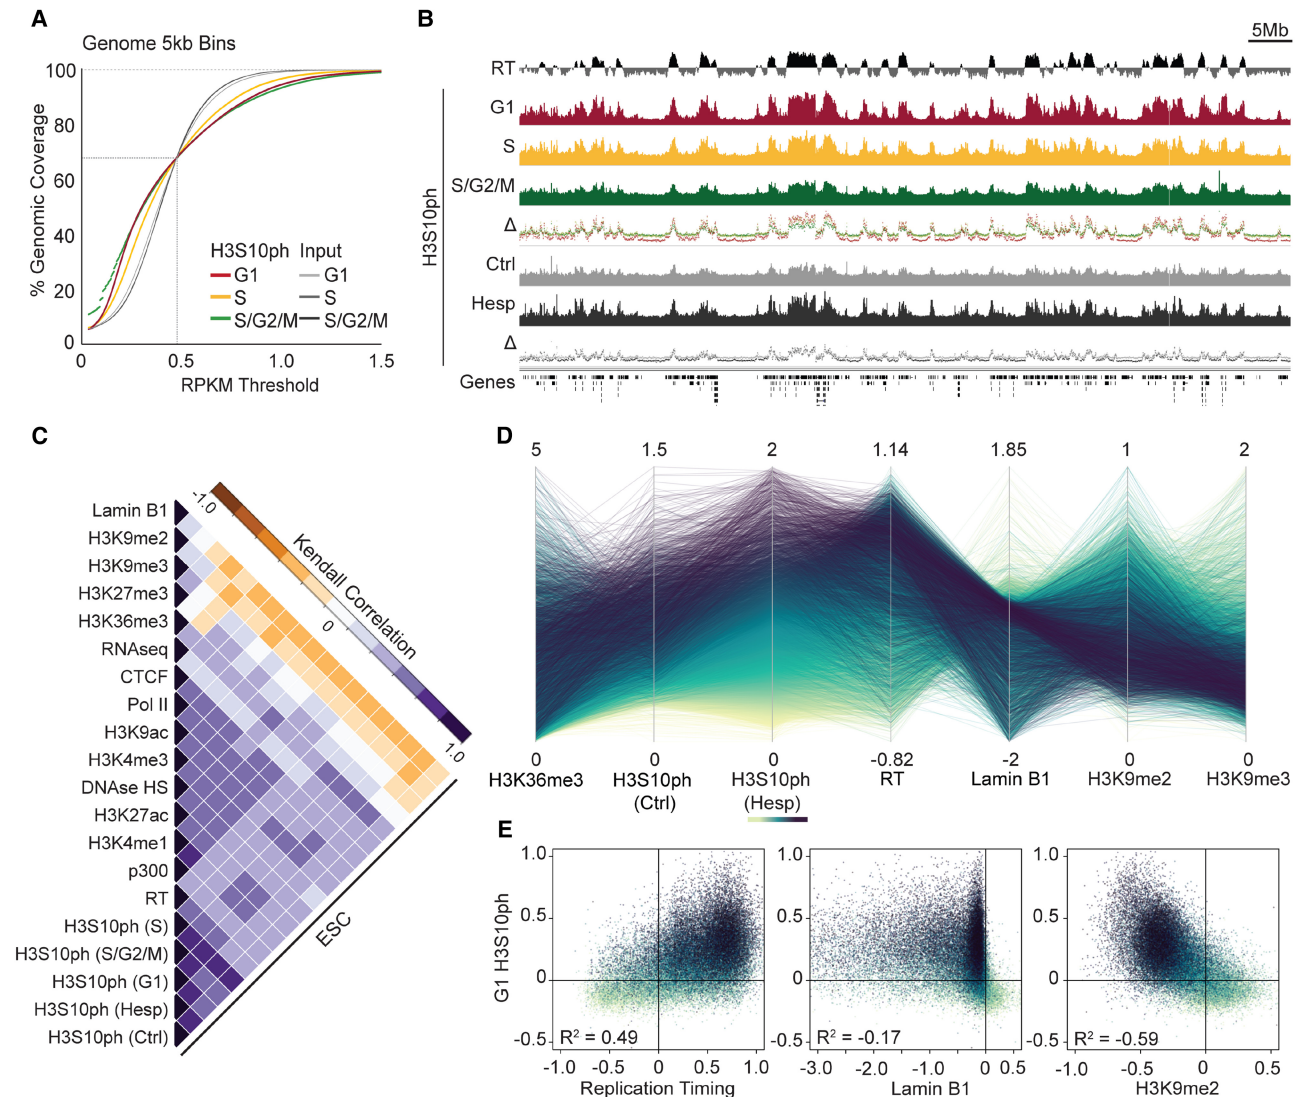 A
Genome 5kb Bins
% Genomic Coverage
100
80
60
40
20
0
0
0.5
1.0
1.5
RPKM Threshold
H3S10ph Input
G1 G1
S S
S/G2/M S/G2/M
B
5Mb
RT
H3S10ph
G1
S
S/G2/M
Δ
Ctrl
Hesp
Δ
Genes
C
Lamin B1
H3K9me2
H3K9me3
H3K27me3
H3K36me3
RNAseq
CTCF
Pol II
H3K9ac
H3K4me3
DNAse HS
H3K27ac
H3K4me1
p300
RT
H3S10ph (S)
H3S10ph (S/G2/M)
H3S10ph (G1)
H3S10ph (Hesp)
H3S10ph (Ctrl)
-1.0
Kendall Correlation
0
1.0
ESC
D
5 1.5 2 1.14 1.85 1 2
0 0 0 -0.82 -2 0 0
H3K36me3 H3S10ph (Ctrl) H3S10ph (Hesp) RT Lamin B1 H3K9me2 H3K9me3
E
G1 H3S10ph
1.0
0.5
0
-0.5
R² = 0.49
-1.0 -0.5 0 0.5 1.0
Replication Timing
1.0
0.5
0
-0.5
R² = -0.17
-3.0 -2.0 -1.0 0 0.5
Lamin B1
1.0
0.5
0
-0.5
R² = -0.59
-1.0 -0.5 0 0.5
H3K9me2